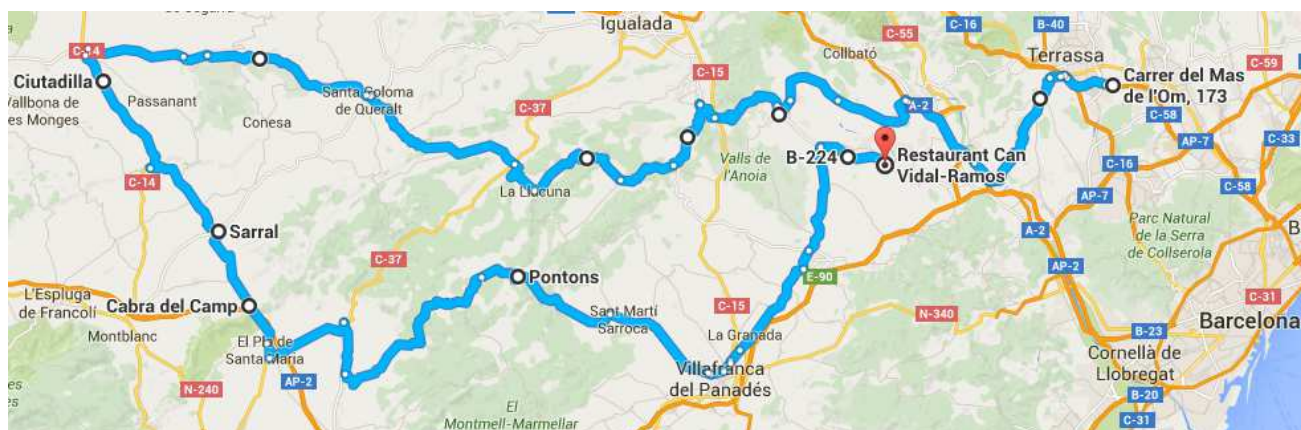 Igualada
B-40
C-16
C-55
Terrassa
Collbató
C-59
C-14
C-15
Ciutadilla
Carrer del Mas
de l'Om, 173
Vallbona de
les Monges
Passanant
Santa Coloma
de Queralt
C-37
A-2
C-58
AP-7
C-33
Conesa
B-224
Restaurant Can
Vidal-Ramos
Valls de
l'Anoia
C-16
C-14
La Llacuna
AP-7
C-58
Parc Natural
de la Serra
de Collserola
Sarral
A-2
C-37
AP-2
Pontons
E-90
L'Espluga
de Francolí
Cabra del Camp
C-15
C-31
Sant Martí
Sarroca
N-340
Montblanc
La Granada
B-23
Barcelona
El Pla de
Santa Maria
Cornellà de
Llobregat
Villafranca
del Panadés
N-240
AP-2
B-20
El
Montmell-Marmellar
C-31